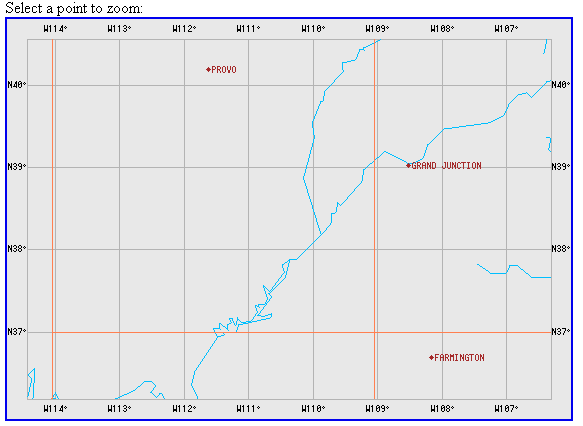 Select a point to zoom:
W114° W113° W112° W111° W110° W109° W108° W107°
PROVO
N40° N40°
GRAND JUNCTION
N39° N39°
N38° N38°
N37° N37°
FARMINGTON
W114° W113° W112° W111° W110° W109° W108° W107°